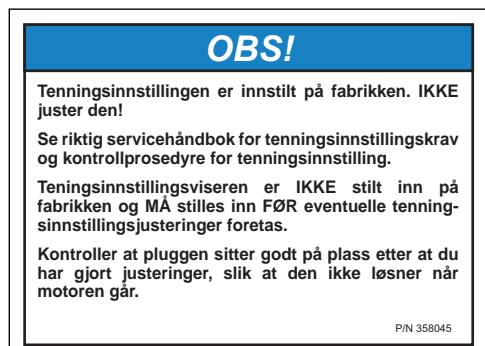 OBS!
Tenningsinnstillingen er innstilt på fabrikken. IKKE
juster den!
Se riktig servicehåndbok for tenningsinnstillingskrav
og kontrollprosedyre for tenningsinnstilling.
Teningsinnstillingsviseren er IKKE stilt inn på
fabrikken og MÅ stilles inn FØR eventuelle tenning-
sinnstillingsjusteringer foretas.
Kontroller at pluggen sitter godt på plass etter at du
har gjort justeringer, slik at den ikke løsner når
motoren går.
P/N 358045